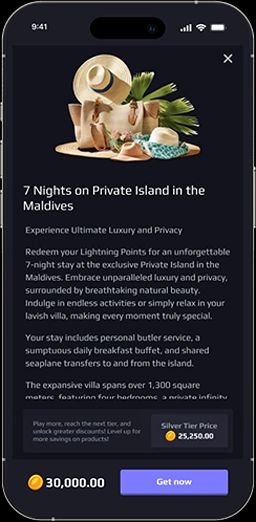 9:41
7 Nights on Private Island in the
Maldives
Experience Ultimate Luxury and Privacy
Redeem your Lightning Points for an unforgettable
7-night stay at the exclusive Private Island in the
Maldives. Embrace unparalleled luxury and privacy,
surrounded by breathtaking natural beauty.
Indulge in endless activities or simply relax in your
lavish villa, making every moment truly special.
Your stay includes personal butler service, a
sumptuous daily breakfast buffet, and shared
seaplane transfers to and from the island.
The expansive villa spans over 1,300 square
meters, featuring four bedrooms, a private infinity
Play more, reach the next tier, and
unlock greater discounts! Level up for
more savings on products!
Silver Tier Price
25,250.00
30,000.00
Get now